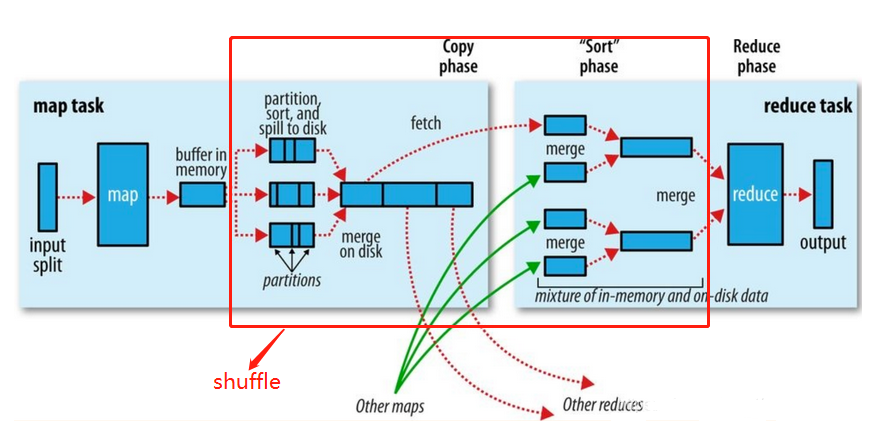 Copy
phase
“Sort”
phase
Reduce
phase
map task
reduce task
partition,
sort, and
spill to disk
fetch
buffer in
memory
merge
map
merge
reduce
input
split
merge
on disk
merge
output
partitions
mixture of in-memory and on-disk data
shuffle
Other maps
Other reduces